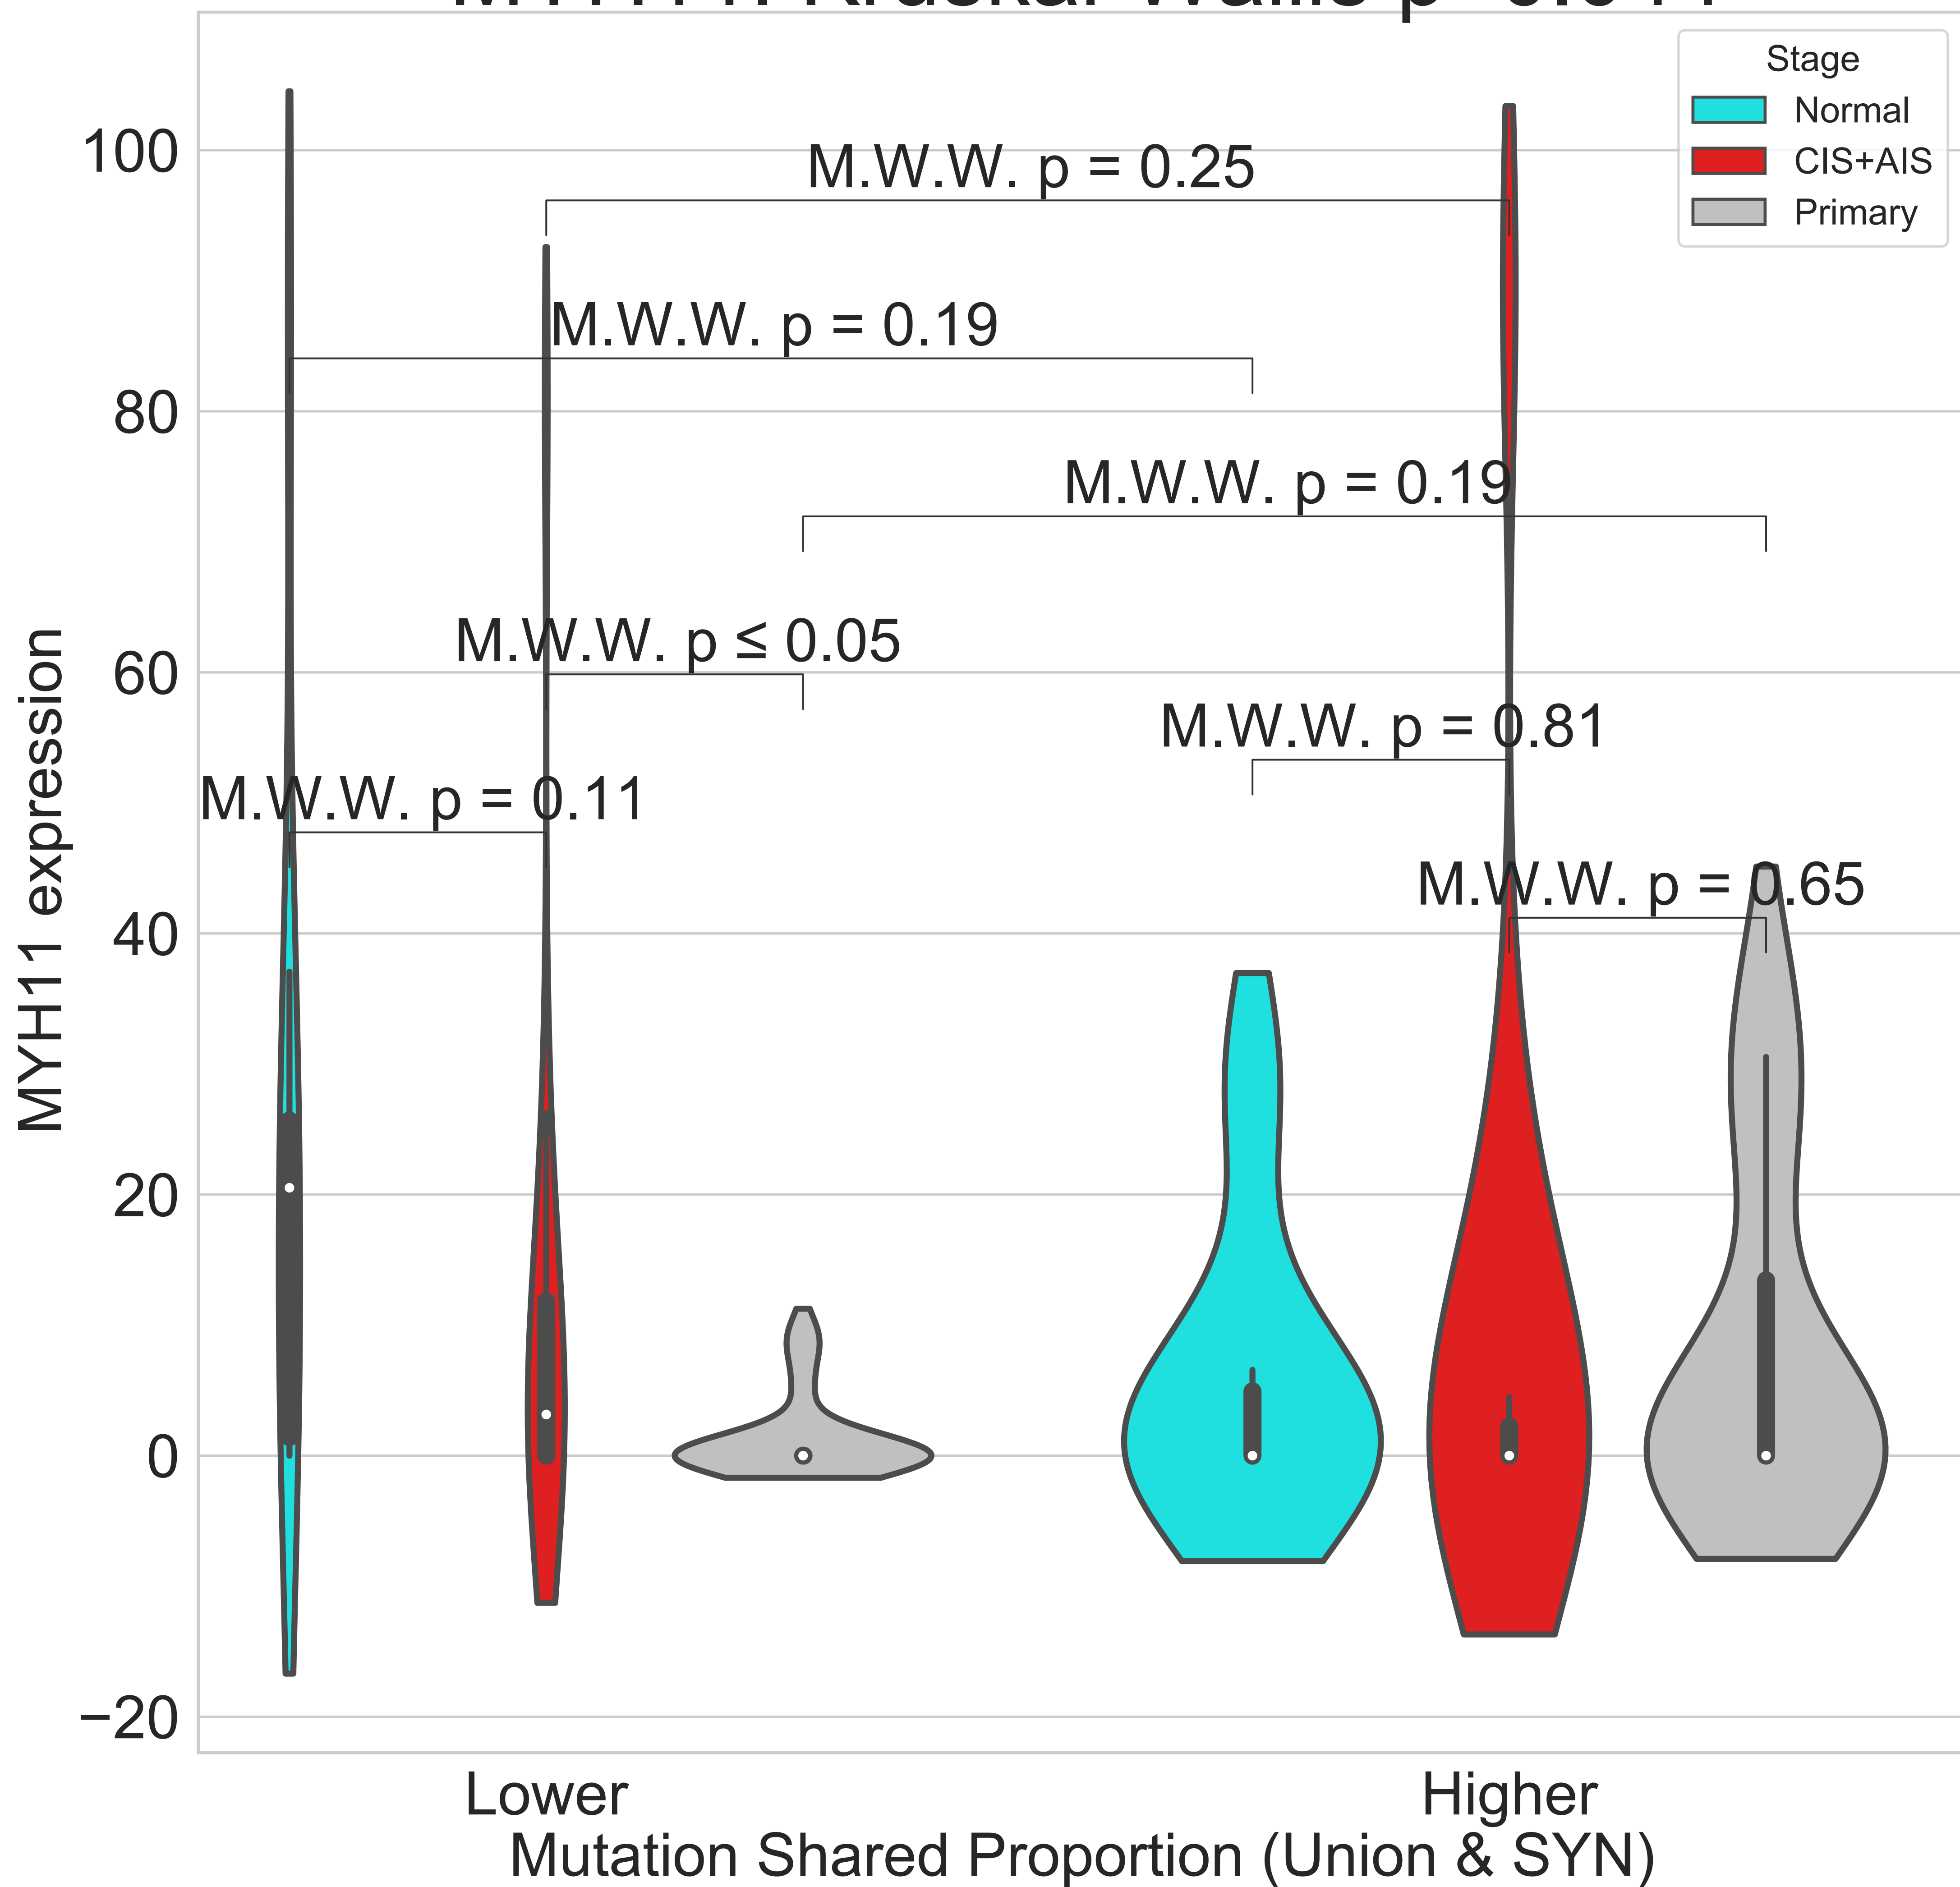 Stage
Normal
CIS+AIS
Primary
100
80
60
40
20
0
−20
MYH11 expression
M.W.W. p = 0.25
M.W.W. p = 0.19
M.W.W. p = 0.19
M.W.W. p ≤ 0.05
M.W.W. p = 0.81
M.W.W. p = 0.11
M.W.W. p = 0.65
Lower
Higher
Mutation Shared Proportion (Union & SYN)